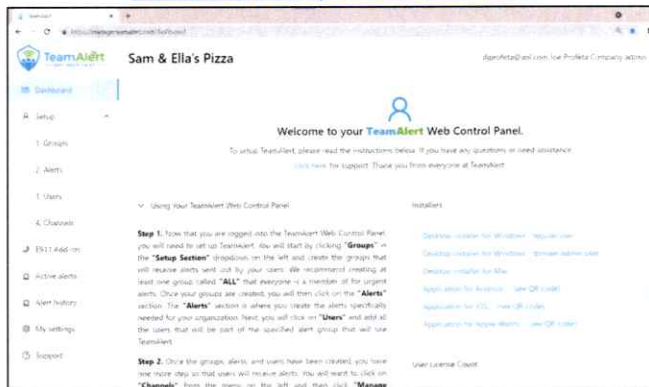 TeamAlert
Sam & Ella's Pizza
Joe Profeta Company admin
Dashboard
Setup
1. Groups
2. Alerts
3. Users
4. Channels
E911 Add-on
Active alerts
Alert history
My settings
Support
Welcome to your TeamAlert Web Control Panel.
To setup TeamAlert, please read the instructions below. If you have any questions or need assistance
click here for support. Thank you from everyone at TeamAlert
Using Your TeamAlert Web Control Panel
Step 1. Now that you are logged into the TeamAlert Web Control Panel,
you will need to set up TeamAlert. You will start by clicking "Groups" in
the "Setup Section" dropdown on the left and create the groups that
will receive alerts sent out by your users. We recommend creating at
least one group called "ALL" that everyone is a member of for urgent
alerts. Once your groups are created, you will then click on the "Alerts"
section. The "Alerts" section is where you create the alerts specifically
needed for your organization. Next, you will click on "Users" and add all
the users that will be part of the specified alert group that will use
TeamAlert.
Step 2. Once the groups, alerts, and users have been created, you have
one more step so that users will receive alerts. You will want to click on
"Channels" from the menu on the left and then click "Manage
Installers
Desktop installer for Windows - regular user
Desktop installer for Windows - domain admin user
Desktop installer for Mac
Application for Android - (see QR code)
Application for iOS - (see QR code)
Application for Apple Watch - (see QR code)
User License Count